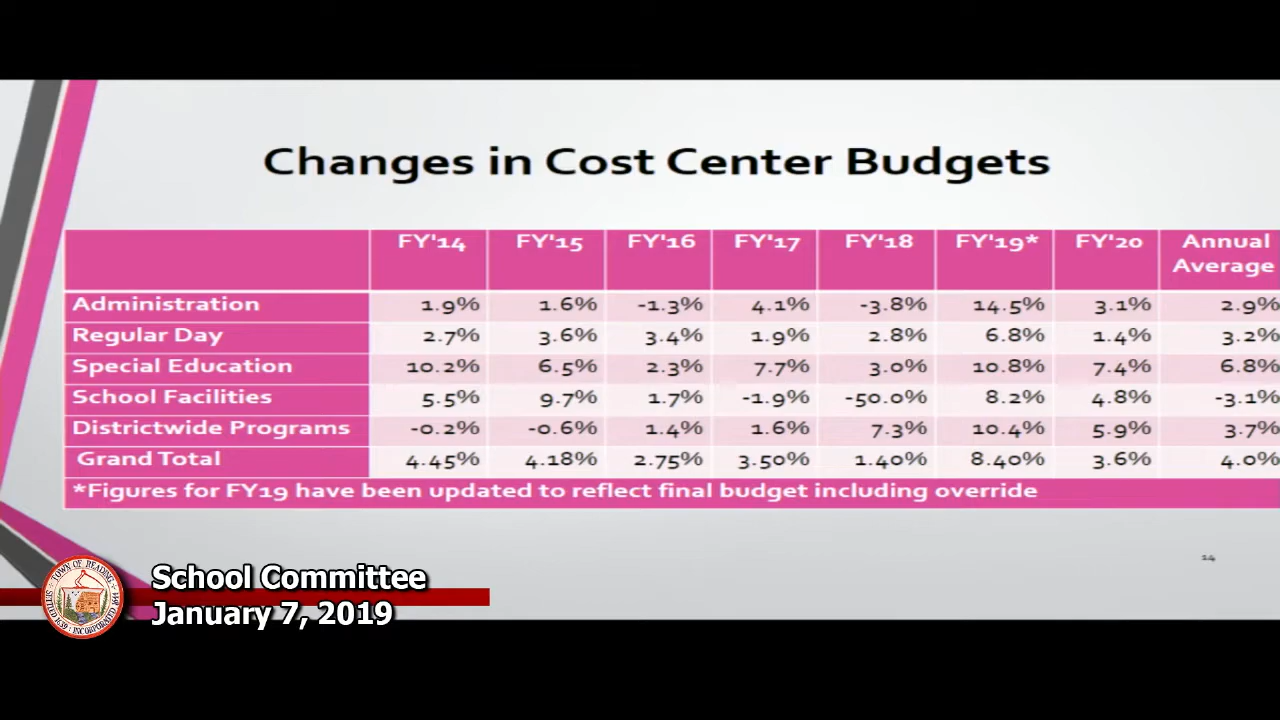 Changes in Cost Center Budgets
FY'14 FY'15 FY'16 FY'17 FY'18 FY'19* FY'20 Annual Average
Administration 1.9% 1.6% -1.3% 4.1% -3.8% 14.5% 3.1% 2.9%
Regular Day 2.7% 3.6% 3.4% 1.9% 2.8% 6.8% 1.4% 3.2%
Special Education 10.2% 6.5% 2.3% 7.7% 3.0% 10.8% 7.4% 6.8%
School Facilities 5.5% 9.7% 1.7% -1.9% -50.0% 8.2% 4.8% -3.1%
Districtwide Programs -0.2% -0.6% 1.4% 1.6% 7.3% 10.4% 5.9% 3.7%
Grand Total 4.45% 4.18% 2.75% 3.50% 1.40% 8.40% 3.6% 4.0%
*Figures for FY19 have been updated to reflect final budget including override
14
School Committee
January 7, 2019
TOWN OF READING